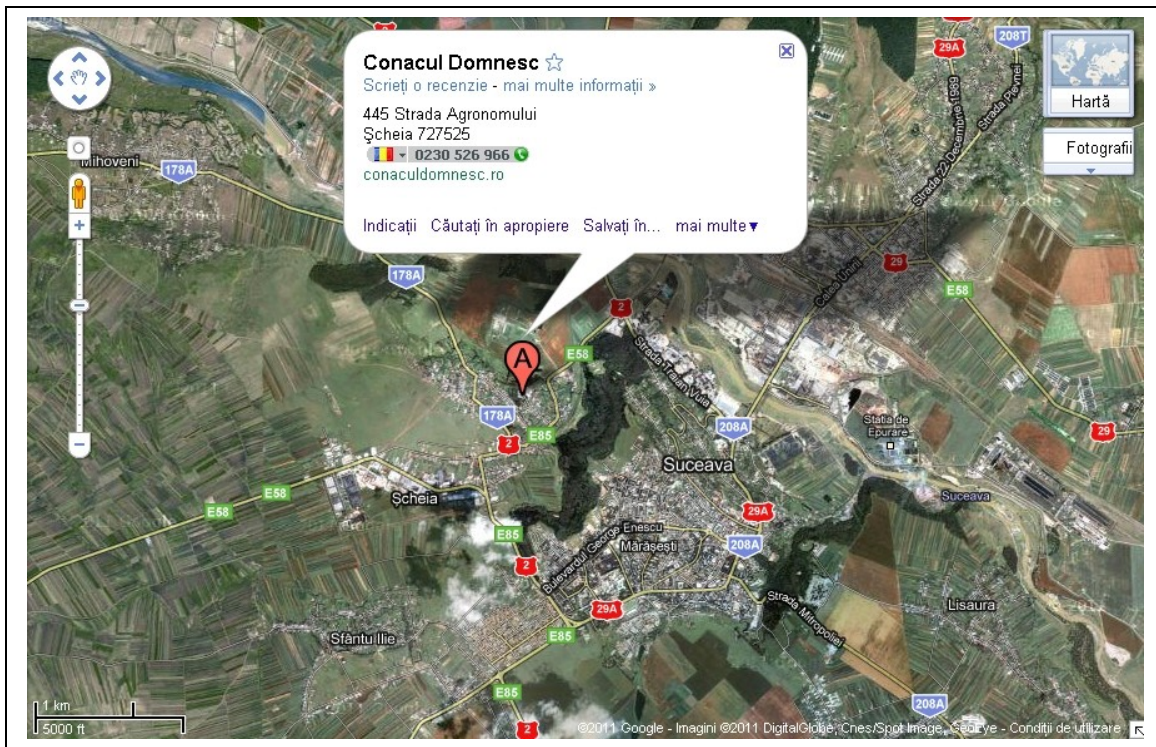 Conacul Domnesc
Scrieți o recenzie - mai multe informații »
445 Strada Agronomului
Șcheia 727525
0230 526 966
conaculdomnesc.ro
Indicații Căutați în apropiere Salvați în... mai multe
Hartă
Fotografii
29A
208T
Strada 22 Decembrie 1989
Strada Plevnei
Mihoveni
178A
178A
Calea Unirii
29
E58
2
E58
Strada Traian Vuia
A
178A
2
E85
208A
Stația de
Epurare
29
Suceava
E58
E58
Șcheia
Suceava
29A
E85
Bulevardul George Enescu
Mărășești
208A
2
29A
Strada Mitropoliei
Lisaura
Sfântu Ilie
E85
E85
208A
2
1 km
5000 ft
©2011 Google - Imagini ©2011 DigitalGlobe, Cnes/Spot Image, GeoEye - Condiții de utilizare